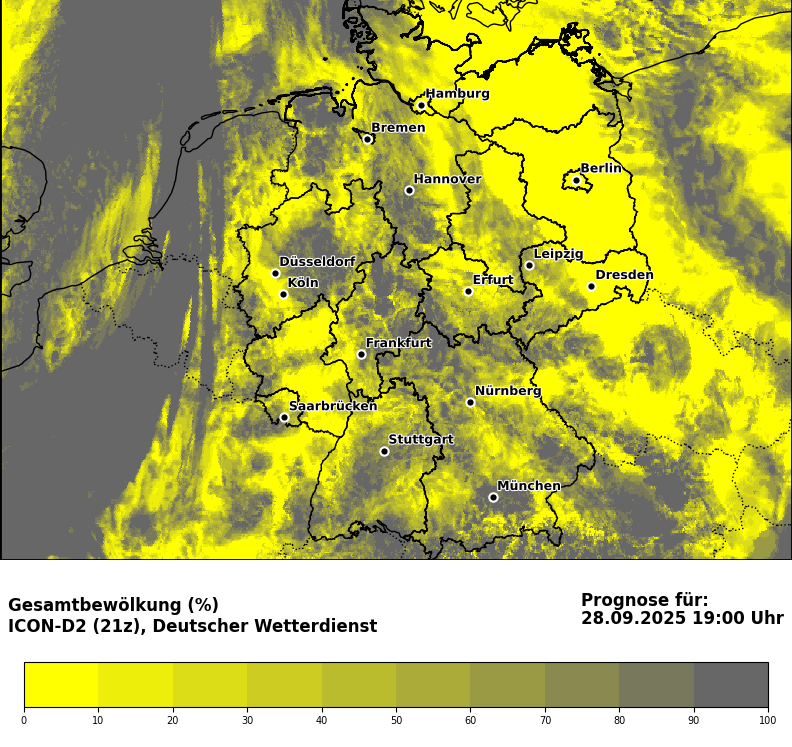 Hamburg
Bremen
Berlin
Hannover
Leipzig
Düsseldorf
Dresden
Köln
Erfurt
Frankfurt
Nürnberg
Saarbrücken
Stuttgart
München
Gesamtbewölkung (%)
ICON-D2 (21z), Deutscher Wetterdienst
Prognose für:
28.09.2025 19:00 Uhr
0 10 20 30 40 50 60 70 80 90 100